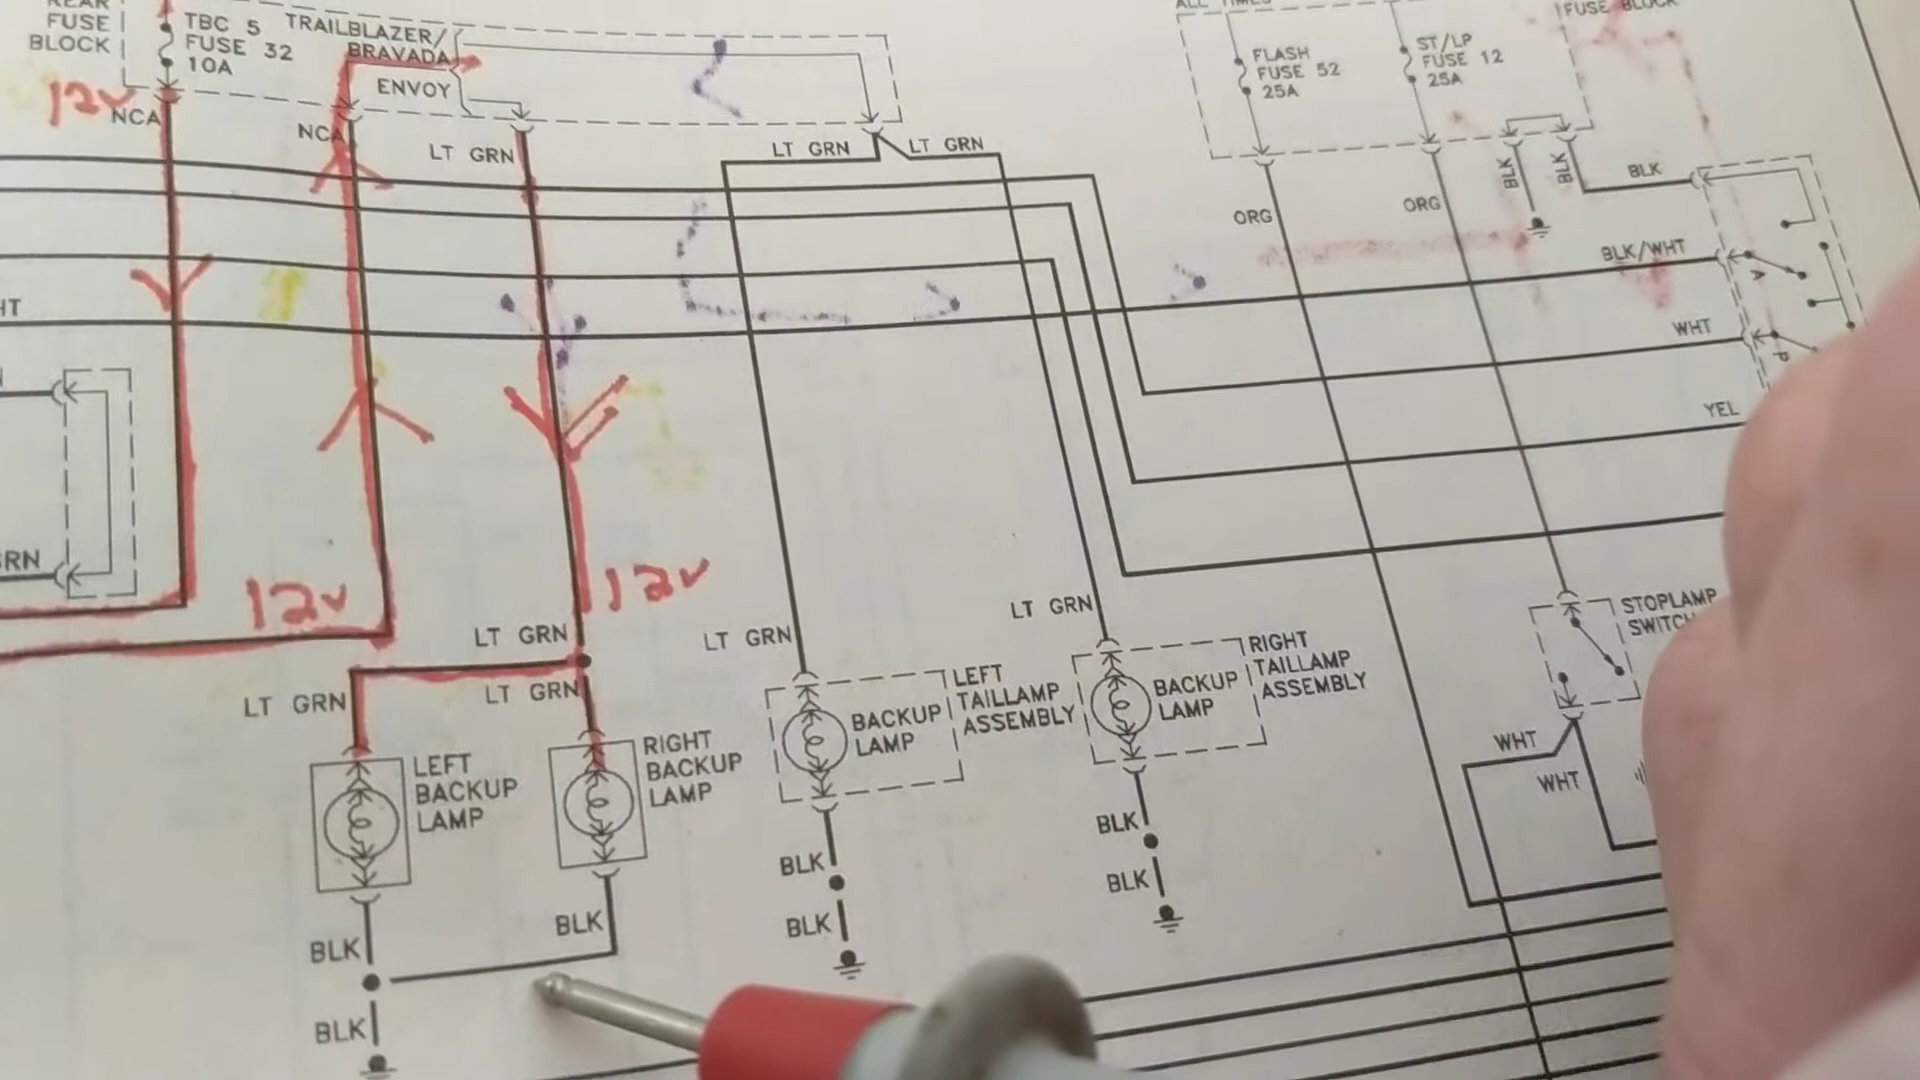 REAR
FUSE
BLOCK
TBC 5
FUSE 32
10A
TRAILBLAZER/
BRAVADA
ENVOY
12V
NCA
NCA
LT GRN
LT GRN
LT GRN
ALL TIMES
FLASH
FUSE 52
25A
ST/LP
FUSE 12
25A
FUSE BLOCK
BLK
BLK
BLK
ORG
ORG
BLK/WHT
A
WHT
P
YEL
HT
RN
12V
12V
LT GRN
LT GRN
LT GRN
LT GRN
LT GRN
LEFT
BACKUP
LAMP
RIGHT
BACKUP
LAMP
BACKUP
LAMP
LEFT
TAILLAMP
ASSEMBLY
BACKUP
LAMP
RIGHT
TAILLAMP
ASSEMBLY
STOPLAMP
SWITCH
WHT
WHT
BLK
BLK
BLK
BLK
BLK
BLK
BLK